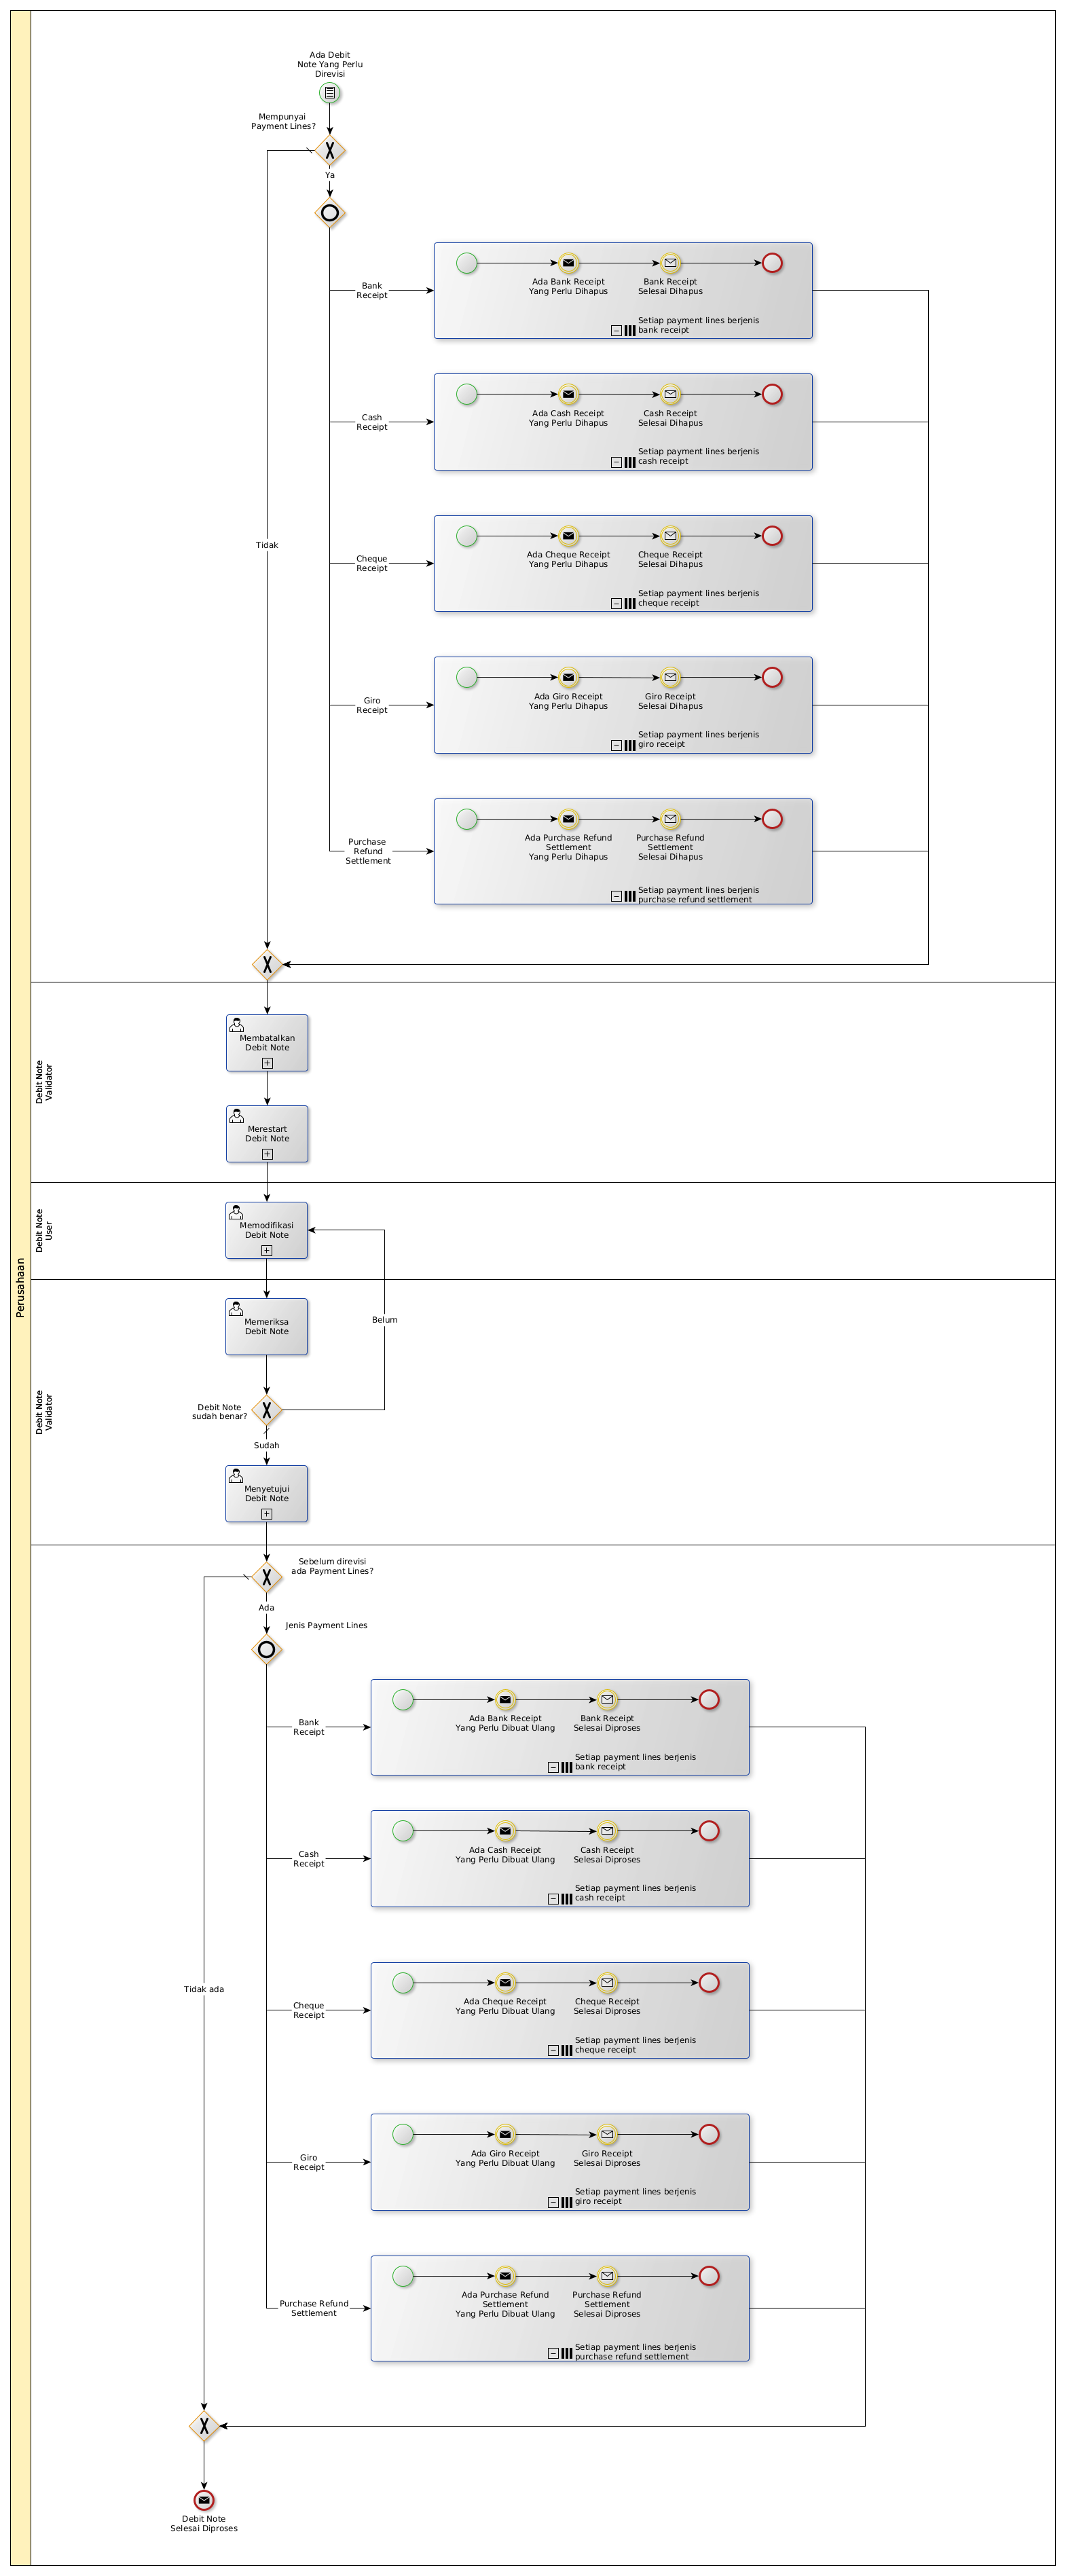 Perusahaan
Ada Debit
Note Yang Perlu
Direvisi
Mempunyai
Payment Lines?
Ya
Tidak
Bank
Receipt
Ada Bank Receipt
Yang Perlu Dihapus
Bank Receipt
Selesai Dihapus
Setiap payment lines berjenis
bank receipt
Cash
Receipt
Ada Cash Receipt
Yang Perlu Dihapus
Cash Receipt
Selesai Dihapus
Setiap payment lines berjenis
cash receipt
Cheque
Receipt
Ada Cheque Receipt
Yang Perlu Dihapus
Cheque Receipt
Selesai Dihapus
Setiap payment lines berjenis
cheque receipt
Giro
Receipt
Ada Giro Receipt
Yang Perlu Dihapus
Giro Receipt
Selesai Dihapus
Setiap payment lines berjenis
giro receipt
Purchase
Refund
Settlement
Ada Purchase Refund
Settlement
Yang Perlu Dihapus
Purchase Refund
Settlement
Selesai Dihapus
Setiap payment lines berjenis
purchase refund settlement
Debit Note
Validator
Membatalkan
Debit Note
Merestart
Debit Note
Debit Note
User
Memodifikasi
Debit Note
Debit Note
Validator
Memeriksa
Debit Note
Belum
Debit Note
sudah benar?
Sudah
Menyetujui
Debit Note
Sebelum direvisi
ada Payment Lines?
Ada
Tidak ada
Jenis Payment Lines
Bank
Receipt
Ada Bank Receipt
Yang Perlu Dibuat Ulang
Bank Receipt
Selesai Diproses
Setiap payment lines berjenis
bank receipt
Cash
Receipt
Ada Cash Receipt
Yang Perlu Dibuat Ulang
Cash Receipt
Selesai Diproses
Setiap payment lines berjenis
cash receipt
Cheque
Receipt
Ada Cheque Receipt
Yang Perlu Dibuat Ulang
Cheque Receipt
Selesai Diproses
Setiap payment lines berjenis
cheque receipt
Giro
Receipt
Ada Giro Receipt
Yang Perlu Dibuat Ulang
Giro Receipt
Selesai Diproses
Setiap payment lines berjenis
giro receipt
Purchase Refund
Settlement
Ada Purchase Refund
Settlement
Yang Perlu Dibuat Ulang
Purchase Refund
Settlement
Selesai Diproses
Setiap payment lines berjenis
purchase refund settlement
Debit Note
Selesai Diproses